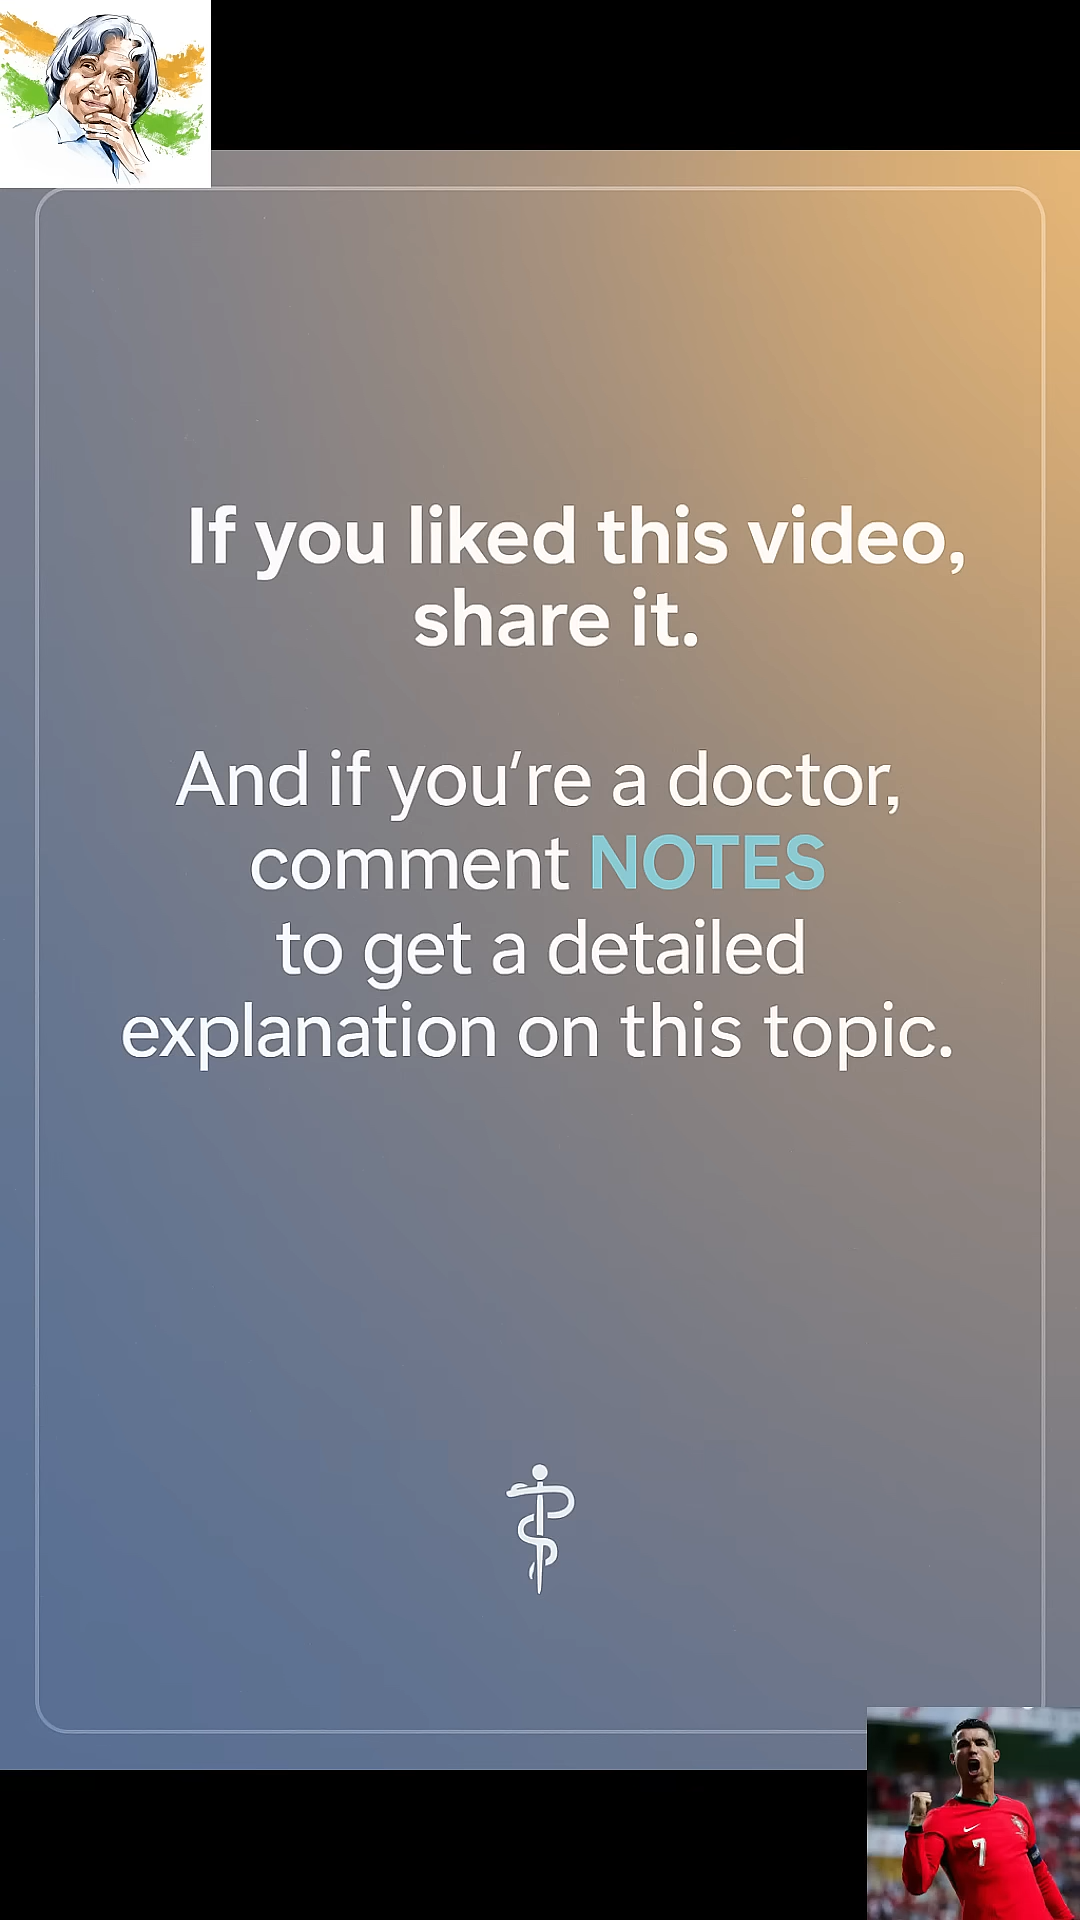 If you liked this video,
share it.
And if you’re a doctor,
comment NOTES
to get a detailed
explanation on this topic.
7